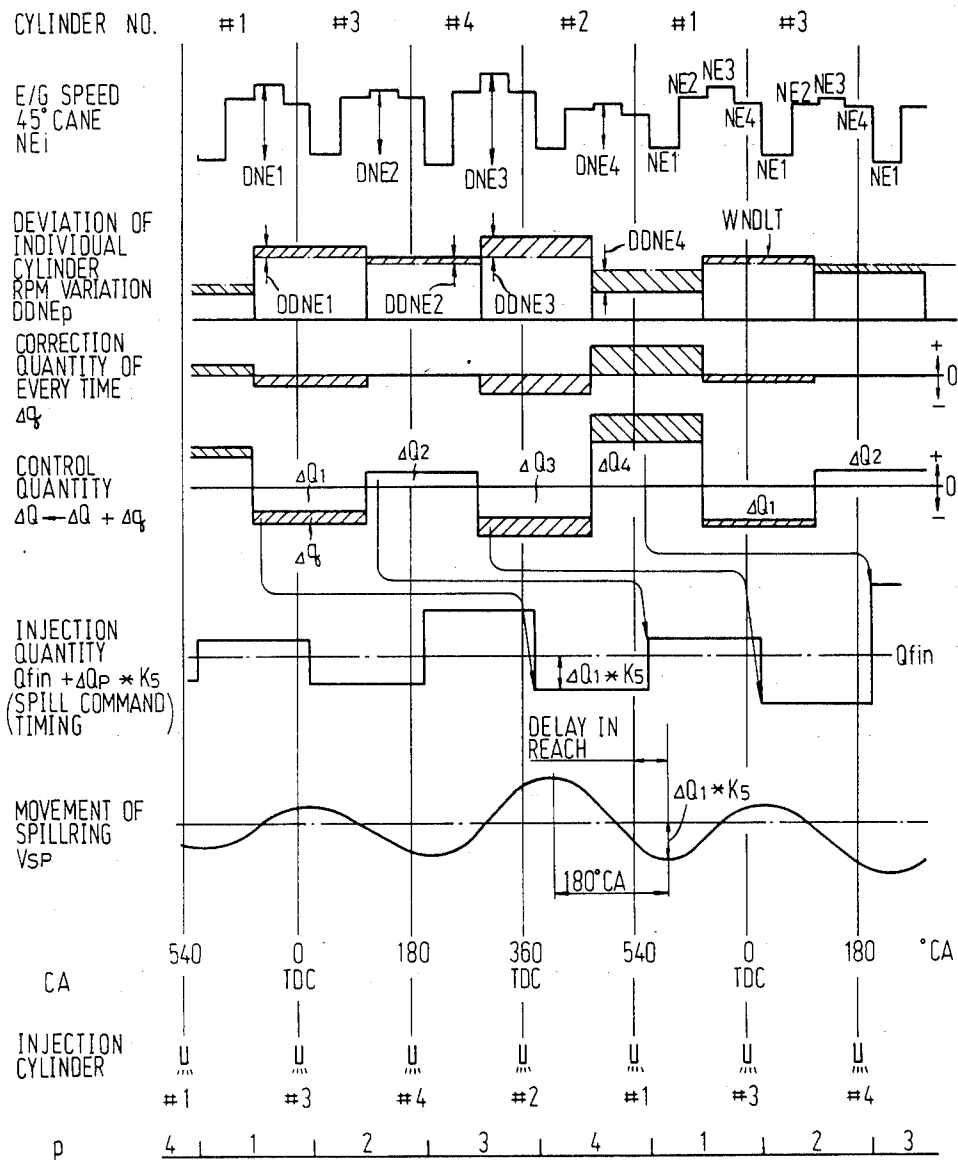 CYLINDER NO. #1 #3 #4 #2 #1 #3
E/G SPEED
45°CANE
NEi
NE2 NE3 NE4 NE1 NE2 NE3 NE4 NE1
DNE1 DNE2 DNE3 DNE4 NE1
DEVIATION OF
INDIVIDUAL
CYLINDER
RPM VARIATION
DDNEp
WNDLT
DDNE4
DDNE1 DDNE2 DDNE3
CORRECTION
QUANTITY OF
EVERY TIME
Δq
+
0
−
CONTROL
QUANTITY
ΔQ ← ΔQ + Δq
ΔQ1 ΔQ2 ΔQ3 ΔQ4 ΔQ1 ΔQ2
+
0
−
Δq
INJECTION
QUANTITY
Qfin + ΔQP * K5
(SPILL COMMAND)
TIMING
Qfin
ΔQ1 * K5
DELAY IN
REACH
MOVEMENT OF
SPILLRING
VSP
ΔQ1 * K5
180°CA
540 0 180 360 540 0 180 °CA
CA TDC TDC TDC
INJECTION
CYLINDER
#1 #3 #4 #2 #1 #3 #4
p 4 1 2 3 4 1 2 3